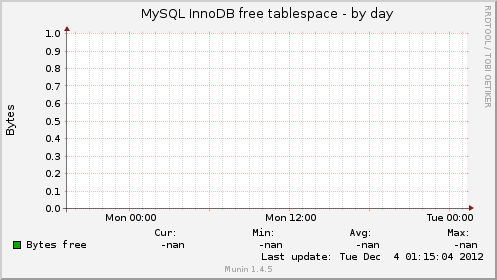 MySQL InnoDB free tablespace - by day
RRDTOOL / TOBI OETIKER
Bytes
1.0
0.9
0.8
0.7
0.6
0.5
0.4
0.3
0.2
0.1
0.0
Mon 00:00 Mon 12:00 Tue 00:00
Cur: Min: Avg: Max:
Bytes free -nan -nan -nan -nan
Last update: Tue Dec 4 01:15:04 2012
Munin 1.4.5